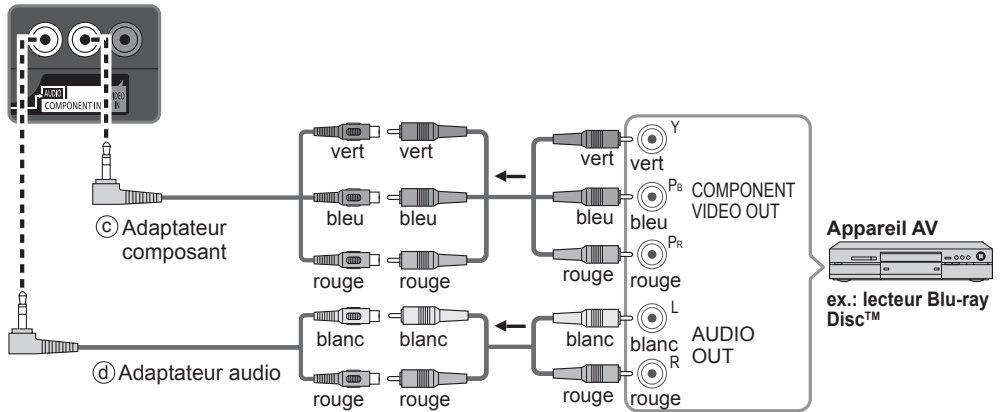 AUDIO
VIDEO
COMPONENT IN
IN
vert vert vert vert Y
bleu bleu bleu bleu PB
COMPONENT
VIDEO OUT
rouge rouge rouge rouge PR
ⓒ Adaptateur
composant
blanc blanc blanc blanc L
rouge rouge rouge rouge R
AUDIO
OUT
ⓓ Adaptateur audio
Appareil AV
ex.: lecteur Blu-ray
Disc™